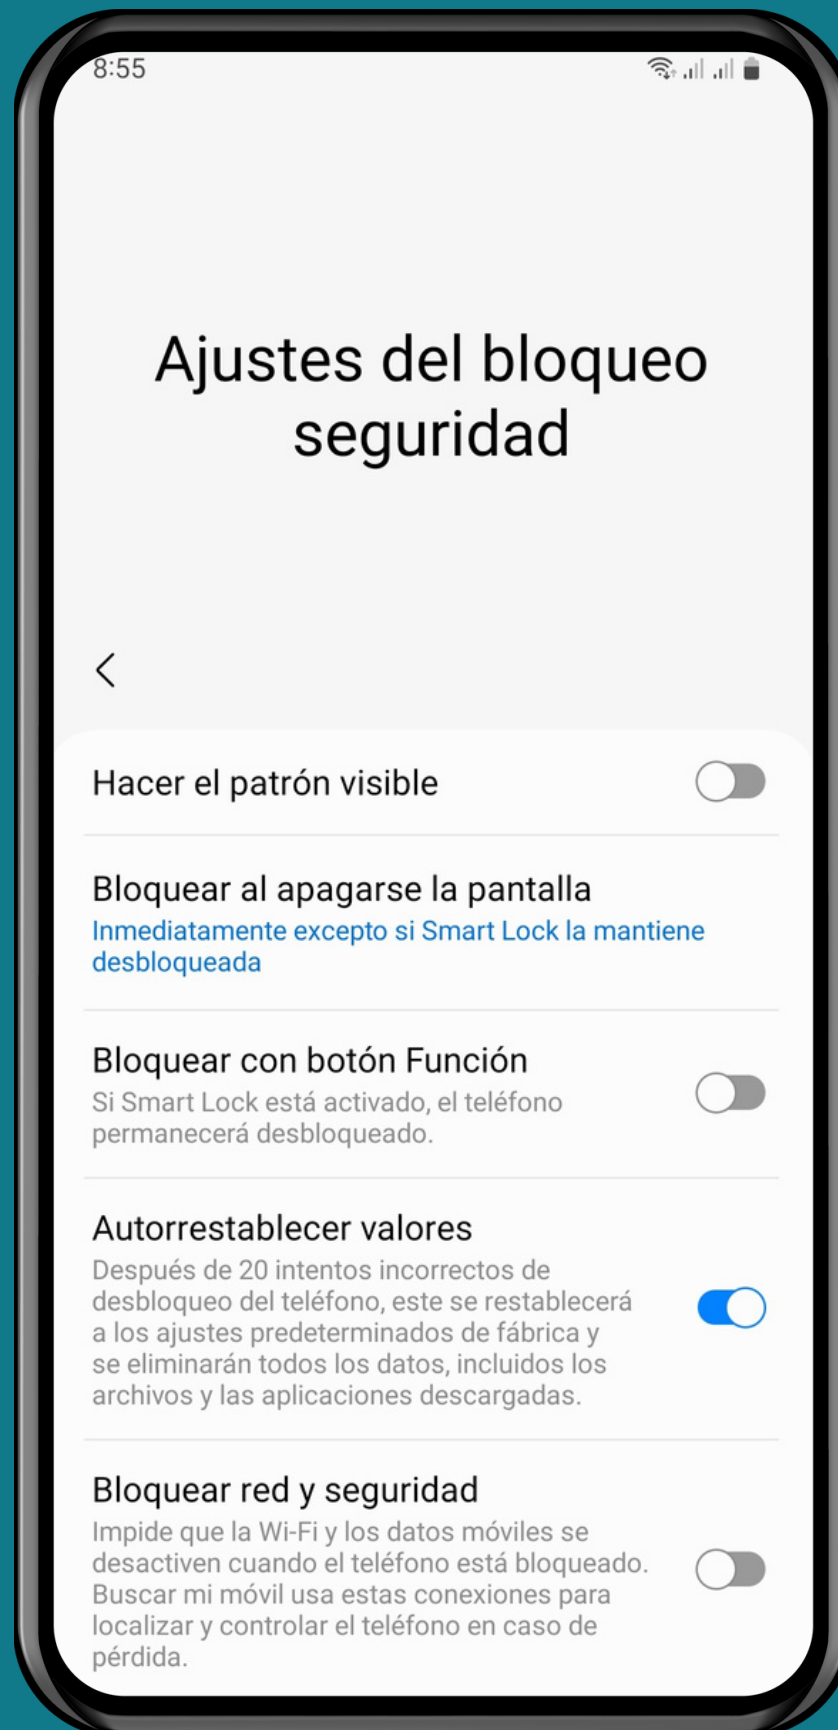 8:55
Ajustes del bloqueo
seguridad
Hacer el patrón visible
Bloquear al apagarse la pantalla
Inmediatamente excepto si Smart Lock la mantiene
desbloqueada
Bloquear con botón Función
Si Smart Lock está activado, el teléfono
permanecerá desbloqueado.
Autorrestablecer valores
Después de 20 intentos incorrectos de
desbloqueo del teléfono, este se restablecerá
a los ajustes predeterminados de fábrica y
se eliminarán todos los datos, incluidos los
archivos y las aplicaciones descargadas.
Bloquear red y seguridad
Impide que la Wi-Fi y los datos móviles se
desactiven cuando el teléfono está bloqueado.
Buscar mi móvil usa estas conexiones para
localizar y controlar el teléfono en caso de
pérdida.